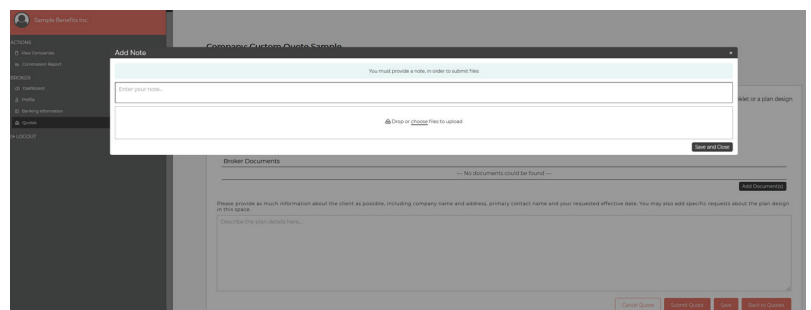 Sample Benefits Inc.
ACTIONS
View Companies
Commission Report
BROKER
Dashboard
Profile
Banking Information
Quotes
LOGOUT
Company: Custom Quote Sample
Add Note
×
You must provide a note, in order to submit files
Enter your note...
Drop or choose files to upload
Save and Close
klet or a plan design
Broker Documents
— No documents could be found —
Add Document(s)
Please provide as much information about the client as possible, including company name and address, primary contact name and your requested effective date. You may also add specific requests about the plan design
in this space.
Describe the plan details here...
Cancel Quote
Submit Quote
Save
Back to Quotes